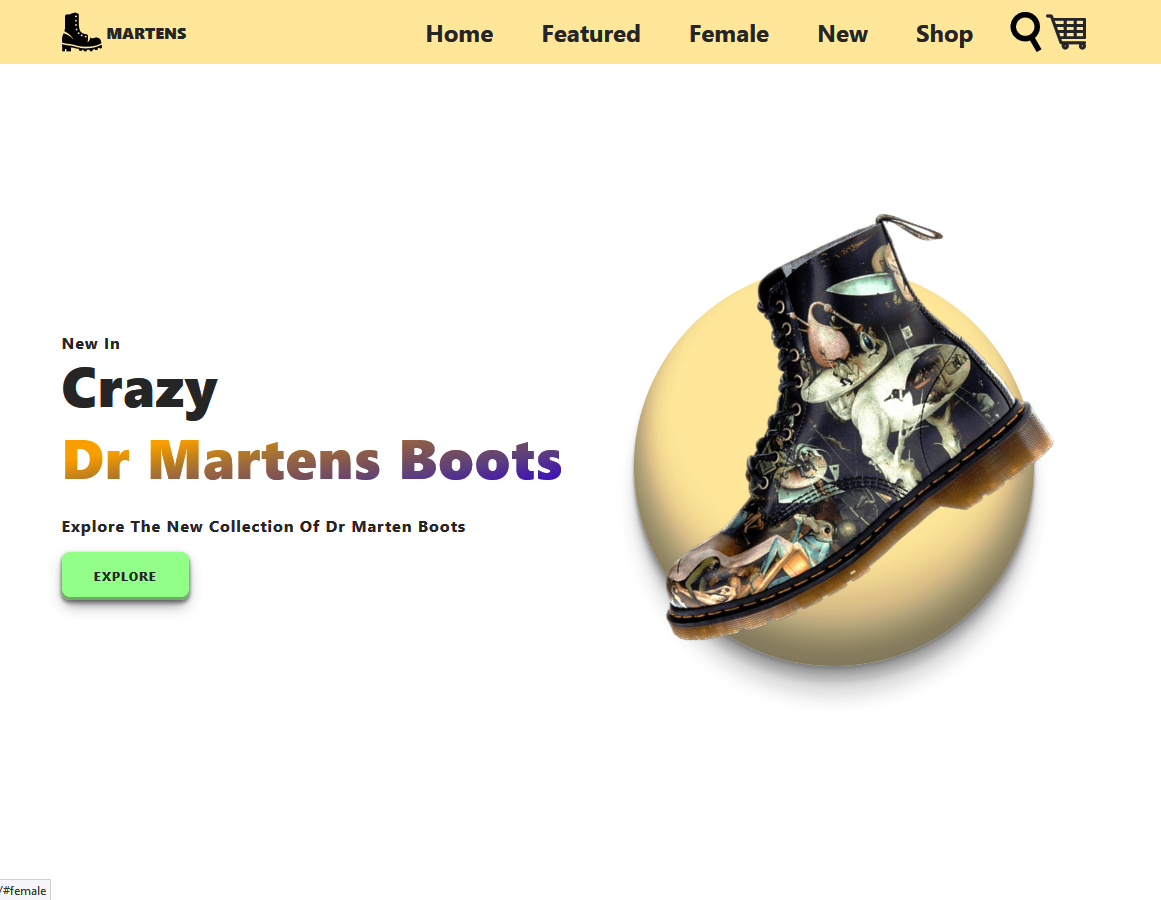 MARTENS
Home Featured Female New Shop
New In
Crazy
Dr Martens Boots
Explore The New Collection Of Dr Marten Boots
EXPLORE
/#female